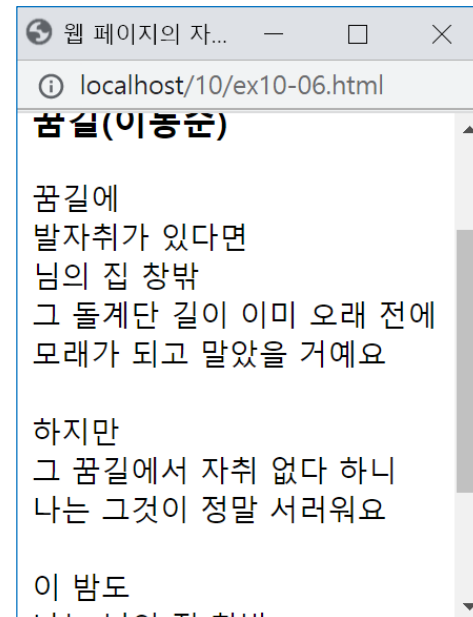 웹 페이지의 자...
localhost/10/ex10-06.html
꿈길(이동순)
꿈길에
발자취가 있다면
님의 집 창밖
그 돌계단 길이 이미 오래 전에
모래가 되고 말았을 거예요
하지만
그 꿈길에서 자취 없다 하니
나는 그것이 정말 서러워요
이 밤도